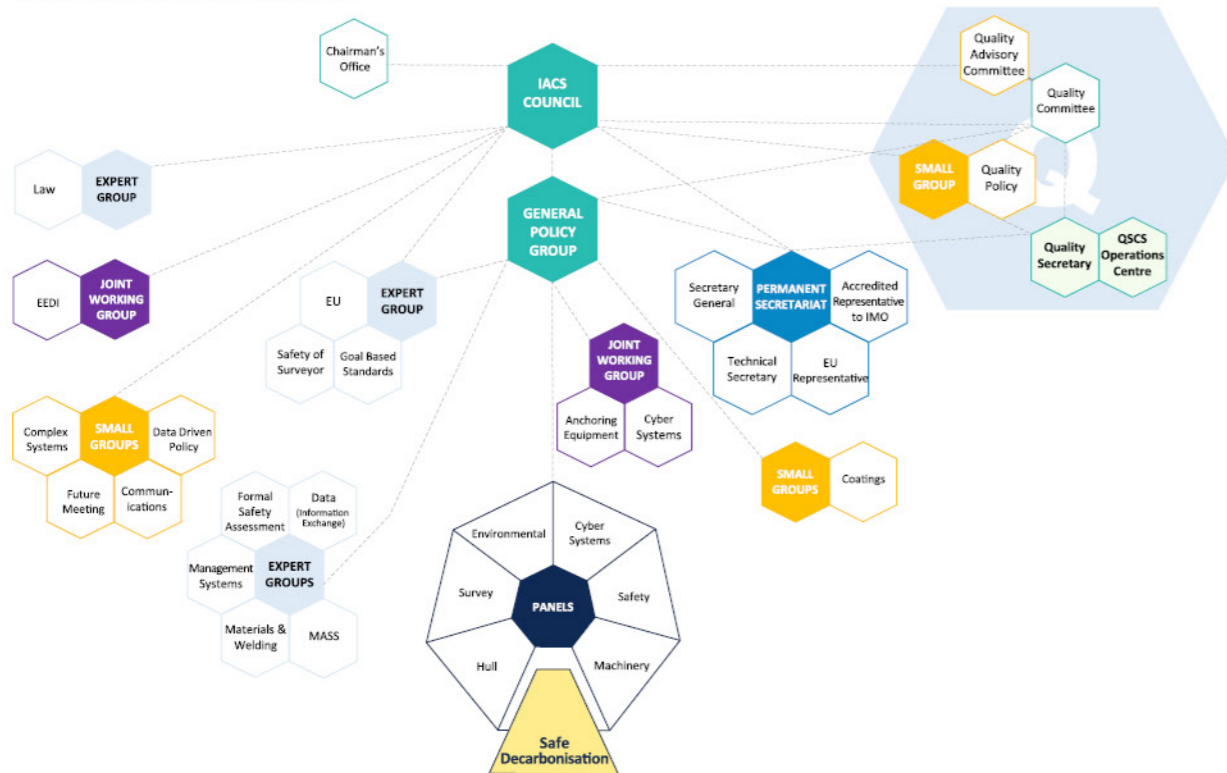 Chairman's
Office
IACS
COUNCIL
Quality
Advisory
Committee
Quality
Committee
Q
SMALL
GROUP
Quality
Policy
Quality
Secretary
QSCS
Operations
Centre
Law
EXPERT
GROUP
GENERAL
POLICY
GROUP
EEDI
JOINT
WORKING
GROUP
EU
EXPERT
GROUP
Safety of
Surveyor
Goal Based
Standards
Secretary
General
PERMANENT
SECRETARIAT
Accredited
Representative
to IMO
Technical
Secretary
EU
Representative
JOINT
WORKING
GROUP
Anchoring
Equipment
Cyber
Systems
Complex
Systems
SMALL
GROUPS
Data Driven
Policy
Future
Meeting
Commun-
ications
SMALL
GROUPS
Coatings
Formal
Safety
Assessment
Data
(Information
Exchange)
Management
Systems
EXPERT
GROUPS
Materials &
Welding
MASS
Environmental
Cyber
Systems
Survey
PANELS
Safety
Hull
Machinery
Safe
Decarbonisation